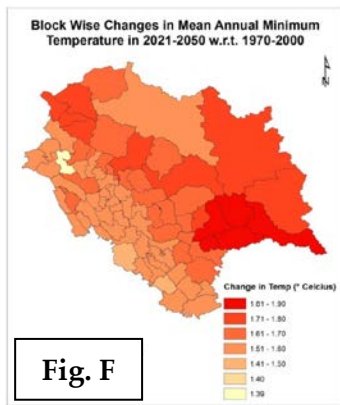 Block Wise Changes in Mean Annual Minimum
Temperature in 2021-2050 w.r.t. 1970-2000
Change in Temp (° Celcius)
1.81 - 1.90
1.71 - 1.80
1.61 - 1.70
1.51 - 1.60
1.41 - 1.50
1.40
1.39
Fig. F